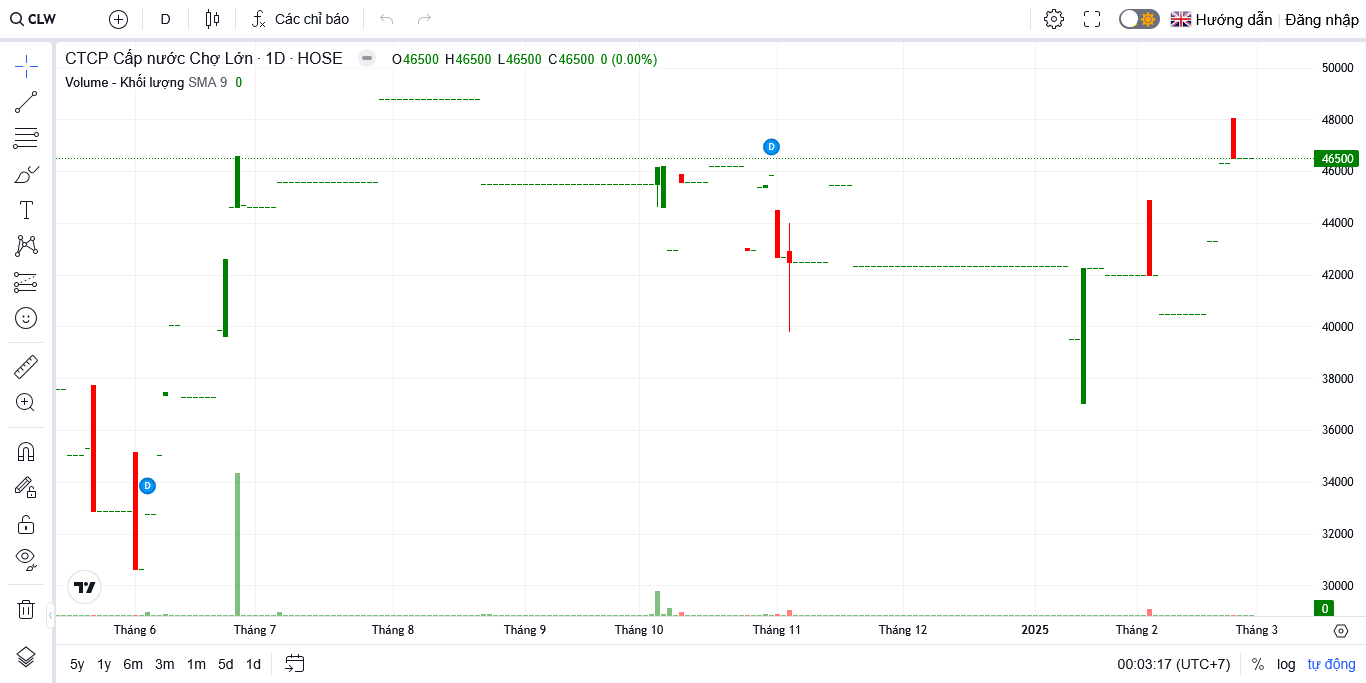 CLW D Các chỉ báo Hướng dẫn Đăng nhập
CTCP Cấp nước Chợ Lớn · 1D · HOSE O46500 H46500 L46500 C46500 0 (0.00%)
Volume - Khối lượng SMA 9 0
50000
48000
46500
46000
44000
42000
40000
38000
36000
34000
32000
30000
0
D
D
Tháng 6 Tháng 7 Tháng 8 Tháng 9 Tháng 10 Tháng 11 Tháng 12 2025 Tháng 2 Tháng 3
5y 1y 6m 3m 1m 5d 1d 00:03:17 (UTC+7) % log tự động